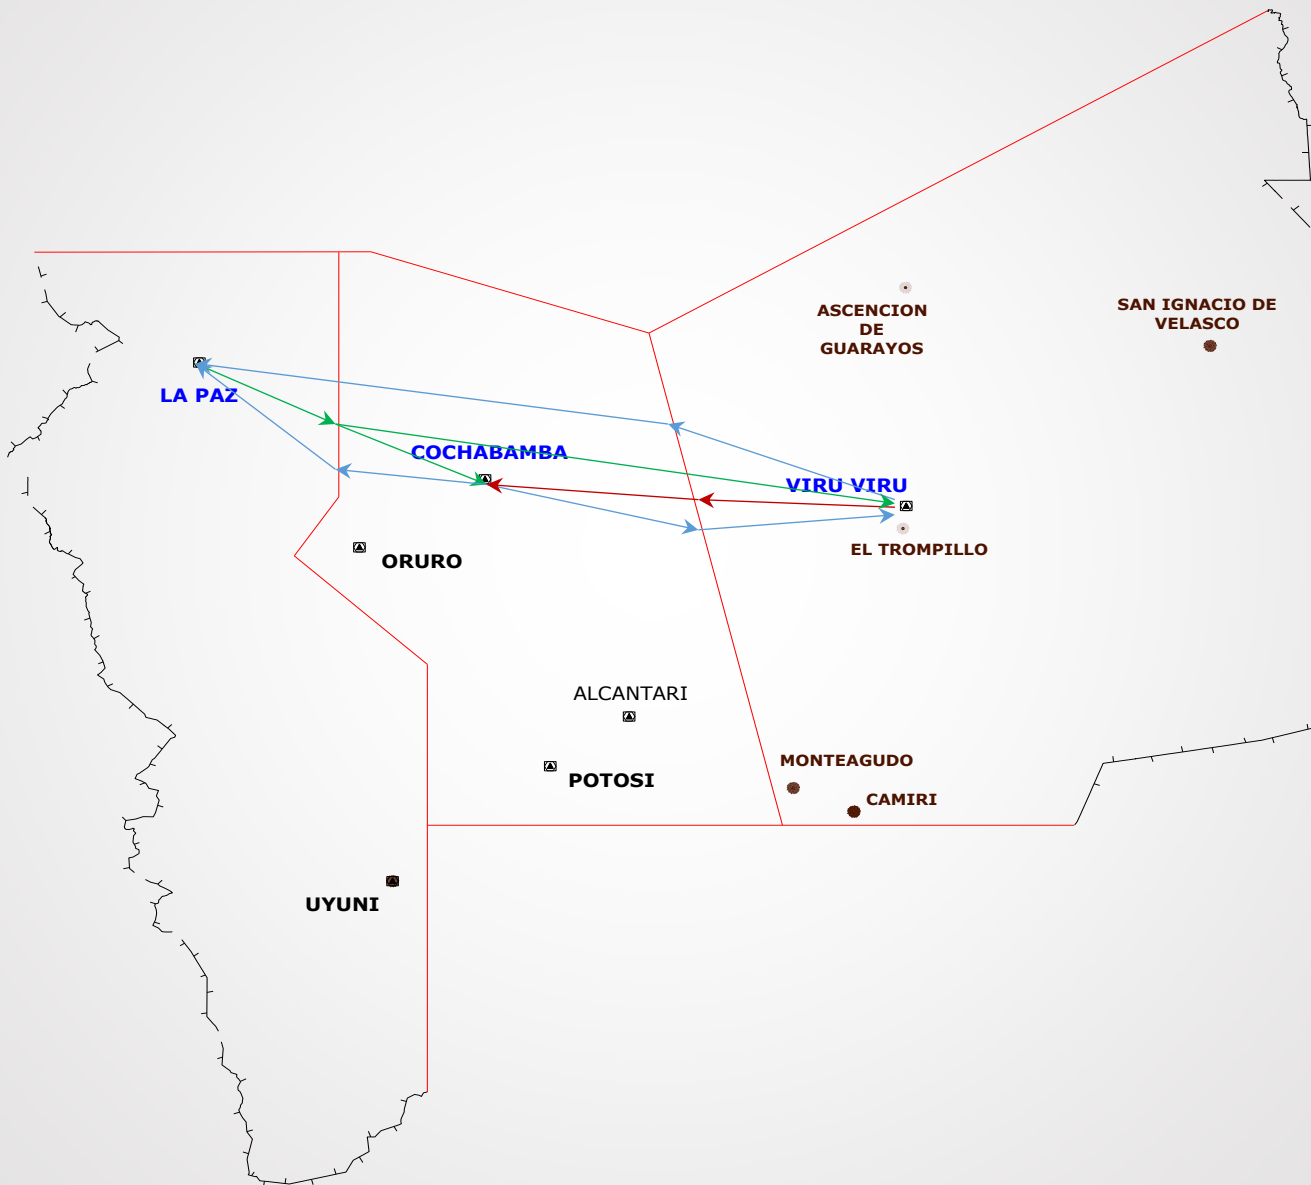 ASCENCION
DE
GUARAYOS
SAN IGNACIO DE
VELASCO
LA PAZ
COCHABAMBA
VIRU VIRU
EL TROMPILLO
ORURO
ALCANTARI
POTOSI
MONTEAGUDO
CAMIRI
UYUNI